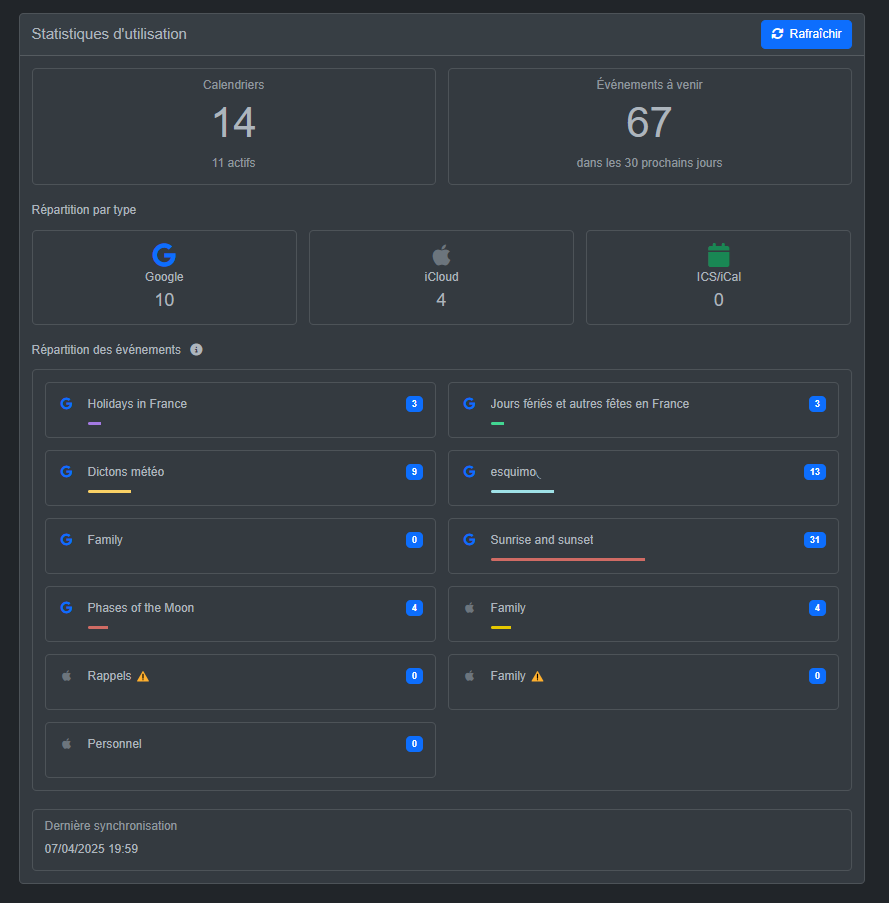 Statistiques d'utilisation
Rafraîchir
Calendriers
14
11 actifs
Événements à venir
67
dans les 30 prochains jours
Répartition par type
Google
10
iCloud
4
ICS/iCal
0
Répartition des événements
Holidays in France 3
Jours fériés et autres fêtes en France 3
Dictons météo 9
esquimo 13
Family 0
Sunrise and sunset 31
Phases of the Moon 4
Family 4
Rappels 0
Family 0
Personnel 0
Dernière synchronisation
07/04/2025 19:59